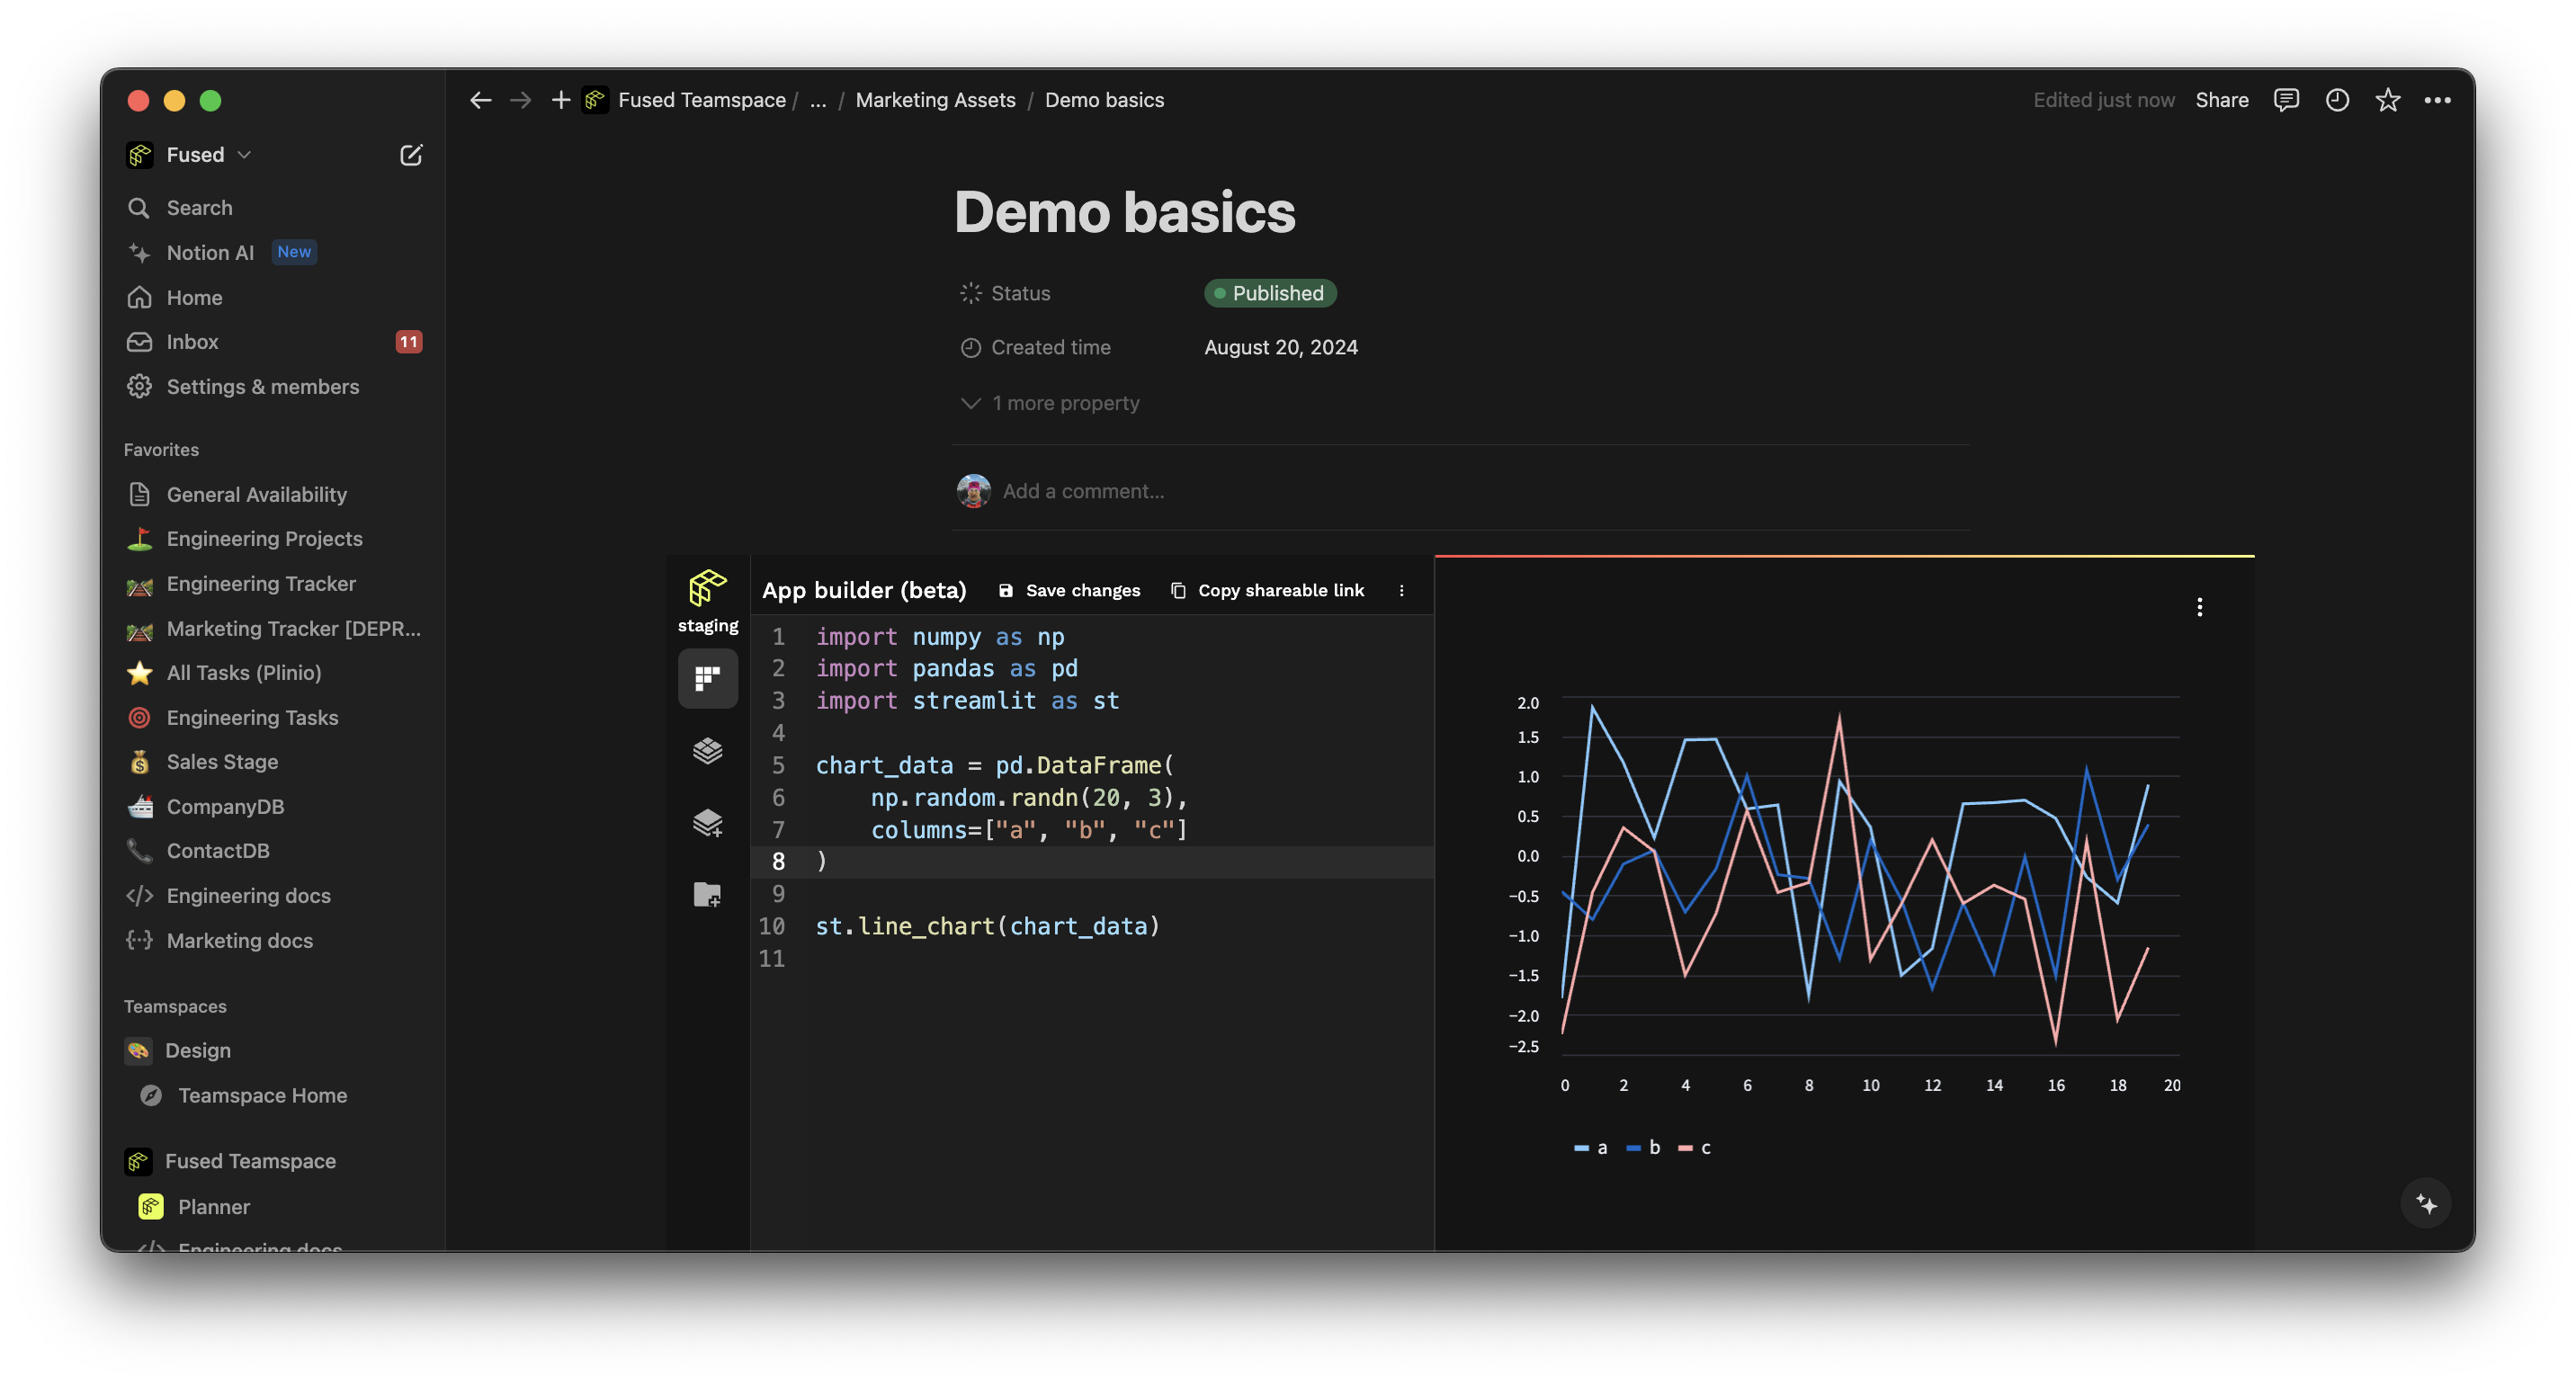 Fused
Search
Notion AI New
Home
Inbox 11
Settings & members
Favorites
General Availability
Engineering Projects
Engineering Tracker
Marketing Tracker [DEPR...
All Tasks (Plinio)
Engineering Tasks
Sales Stage
CompanyDB
ContactDB
Engineering docs
Marketing docs
Teamspaces
Design
Teamspace Home
Fused Teamspace
Planner
Engineering docs
Fused Teamspace / ... / Marketing Assets / Demo basics
Edited just now Share
Demo basics
Status Published
Created time August 20, 2024
1 more property
Add a comment...
staging
App builder (beta) Save changes Copy shareable link
1 import numpy as np
2 import pandas as pd
3 import streamlit as st
4
5 chart_data = pd.DataFrame(
6     np.random.randn(20, 3),
7     columns=["a", "b", "c"]
8 )
9
10 st.line_chart(chart_data)
11
2.0
1.5
1.0
0.5
0.0
−0.5
−1.0
−1.5
−2.0
−2.5
0 2 4 6 8 10 12 14 16 18 20
a b c